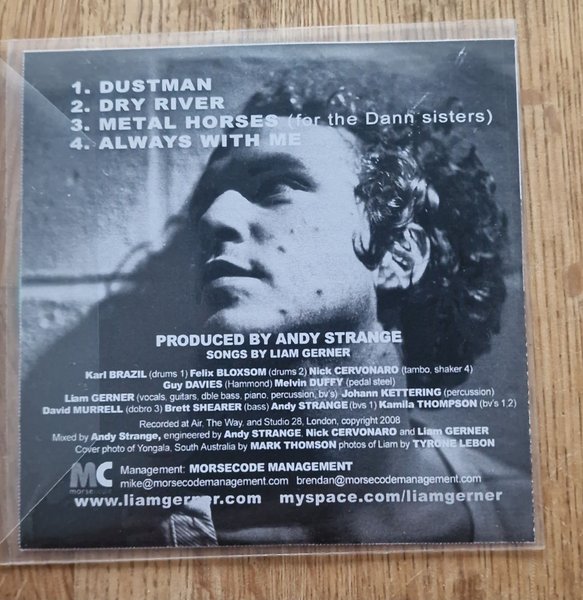 1. DUSTMAN
2. DRY RIVER
3. METAL HORSES (for the Dann sisters)
4. ALWAYS WITH ME
PRODUCED BY ANDY STRANGE
SONGS BY LIAM GERNER
Karl BRAZIL (drums 1) Felix BLOXSOM (drums 2) Nick CERVONARO (tambo, shaker 4)
Guy DAVIES (Hammond) Melvin DUFFY (pedal steel)
Liam GERNER (vocals, guitars, dble bass, piano, percussion, bv's) Johann KETTERING (percussion)
David MURRELL (dobro 3) Brett SHEARER (bass) Andy STRANGE (bvs 1) Kamila THOMPSON (bv's 1,2)
Recorded at Air, The Way, and Studio 28, London, copyright 2008
Mixed by Andy Strange, engineered by Andy STRANGE, Nick CERVONARO and Liam GERNER
Cover photo of Yongala, South Australia by MARK THOMSON photos of Liam by TYRONE LEBON
MC Management: MORSECODE MANAGEMENT
morsecode mike@morsecodemanagement.com brendan@morsecodemanagement.com
www.liamgerner.com myspace.com/liamgerner